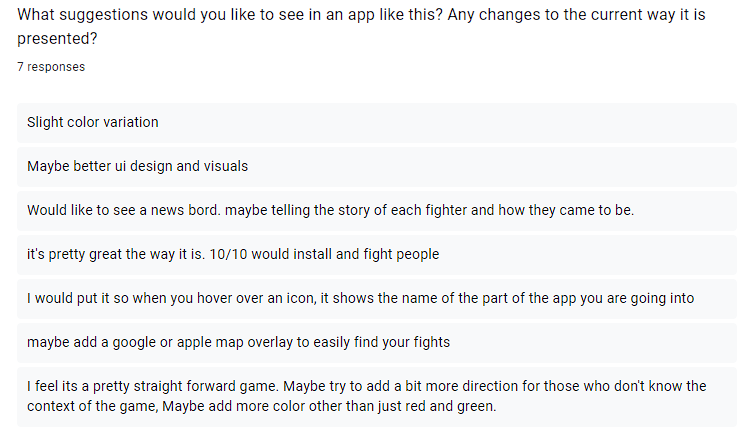 What suggestions would you like to see in an app like this? Any changes to the current way it is
presented?
7 responses
Slight color variation
Maybe better ui design and visuals
Would like to see a news bord. maybe telling the story of each fighter and how they came to be.
it's pretty great the way it is. 10/10 would install and fight people
I would put it so when you hover over an icon, it shows the name of the part of the app you are going into
maybe add a google or apple map overlay to easily find your fights
I feel its a pretty straight forward game. Maybe try to add a bit more direction for those who don't know the
context of the game, Maybe add more color other than just red and green.